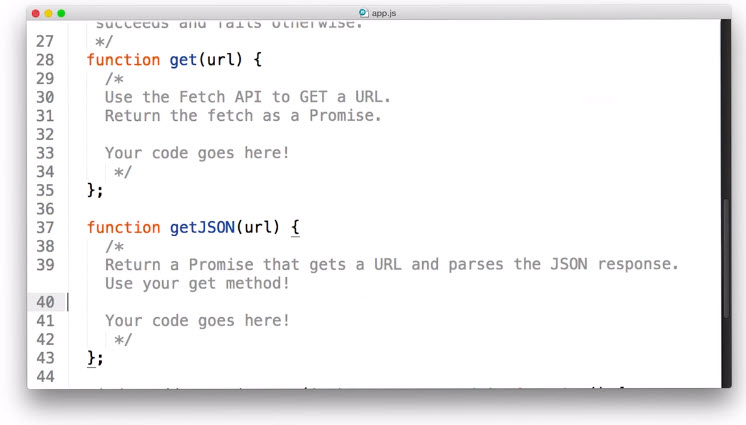 app.js
succeeds and fails otherwise.
27 */
28 function get(url) {
29 /*
30 Use the Fetch API to GET a URL.
31 Return the fetch as a Promise.
32
33 Your code goes here!
34 */
35 };
36
37 function getJSON(url) {
38 /*
39 Return a Promise that gets a URL and parses the JSON response.
Use your get method!
40
41 Your code goes here!
42 */
43 };
44